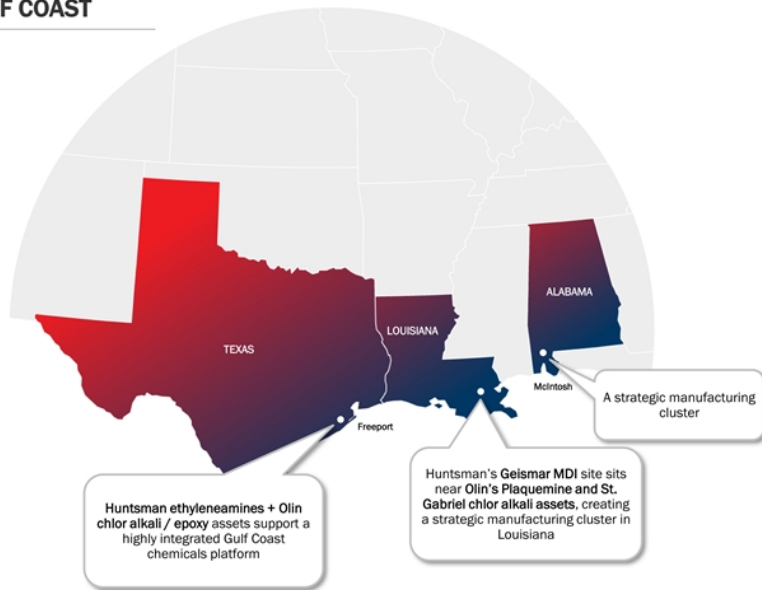 F COAST
TEXAS
LOUISIANA
ALABAMA
McIntosh
Freeport
A strategic manufacturing
cluster
Huntsman ethyleneamines + Olin
chlor alkali / epoxy assets support a
highly integrated Gulf Coast
chemicals platform
Huntsman's Geismar MDI site sits
near Olin's Plaquemine and St.
Gabriel chlor alkali assets, creating
a strategic manufacturing cluster in
Louisiana